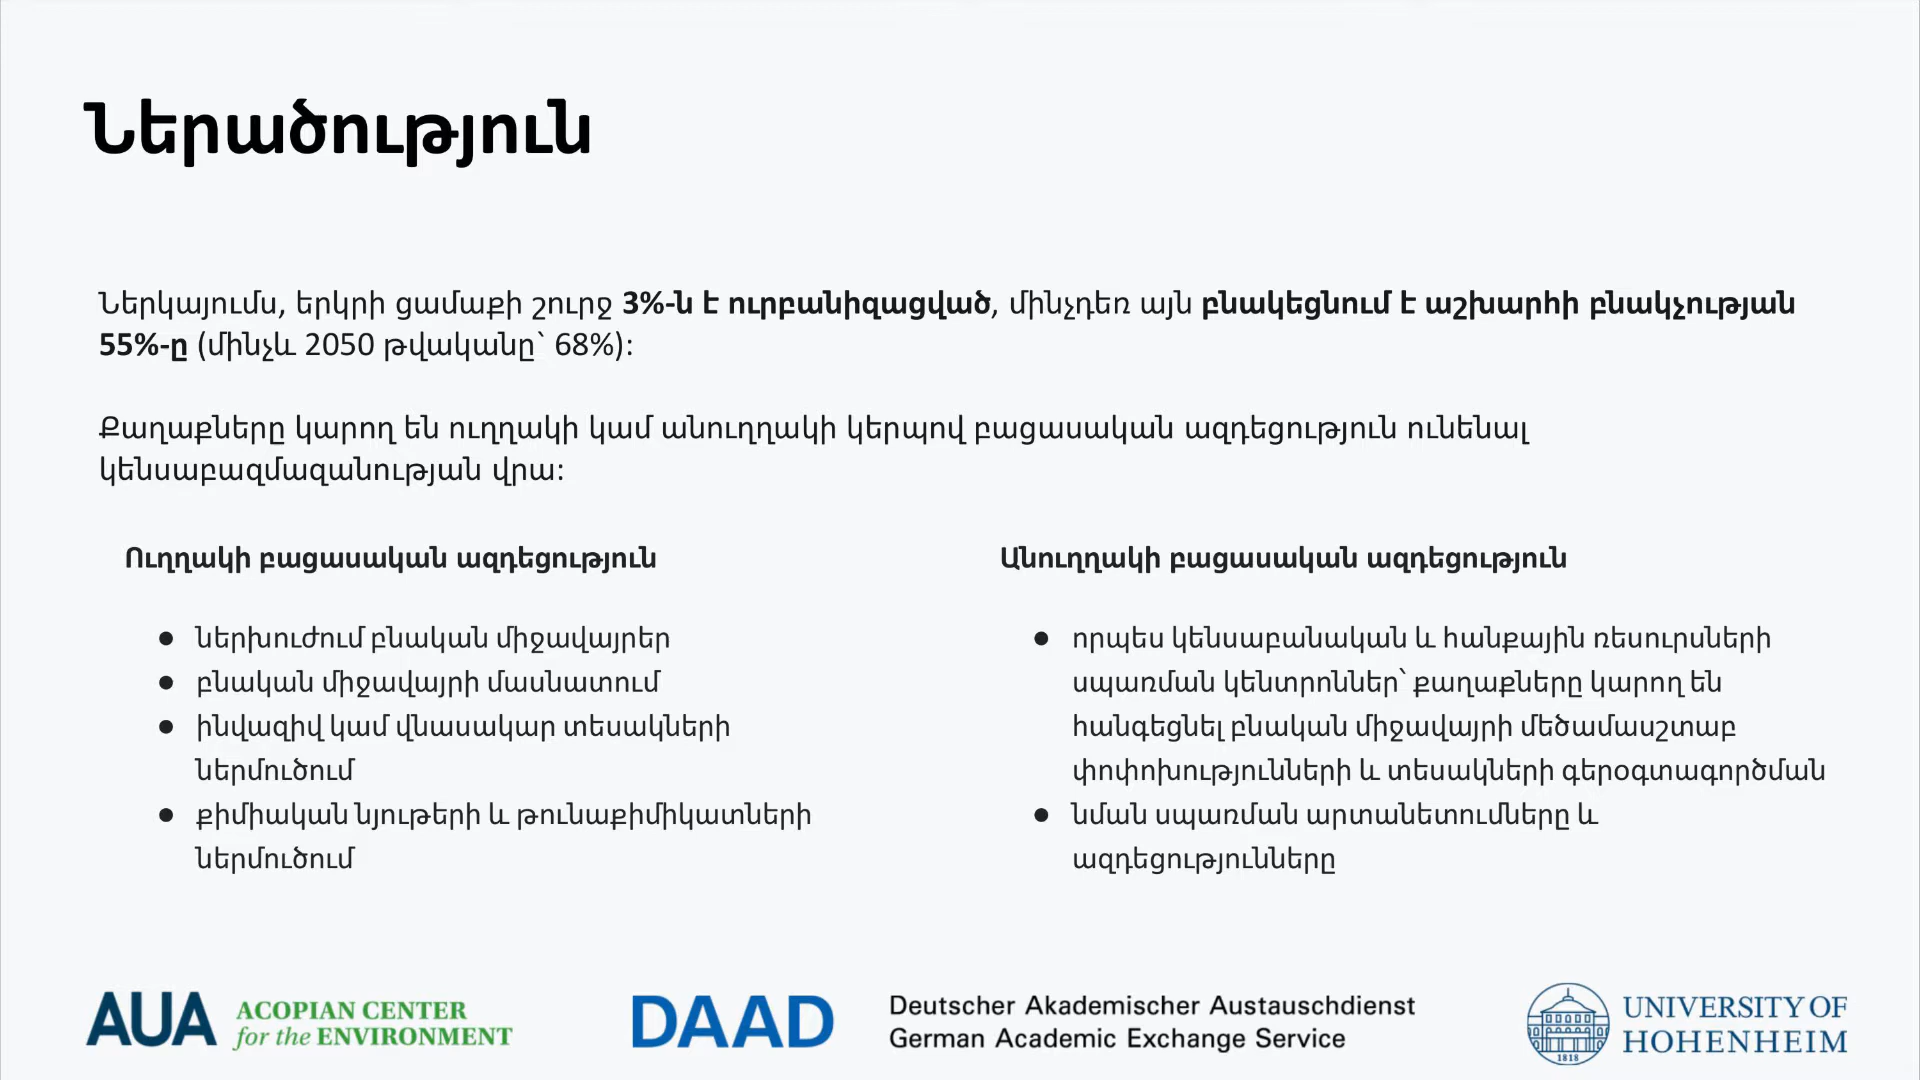 Ներածություն
Ներկայումս, երկրի ցամաքի շուրջ 3%-ն է ուրբանիզացված, մինչդեռ այն բնակեցնում է աշխարհի բնակչության
55%-ը (մինչև 2050 թվականը` 68%):
Քաղաքները կարող են ուղղակի կամ անուղղակի կերպով բացասական ազդեցություն ունենալ
կենսաբազմազանության վրա:
Ուղղակի բացասական ազդեցություն
● ներխուժում բնական միջավայրեր
● բնական միջավայրի մասնատում
● ինվազիվ կամ վնասակար տեսակների
ներմուծում
● քիմիական նյութերի և թունաքիմիկատների
ներմուծում
Անուղղակի բացասական ազդեցություն
● որպես կենսաբանական և հանքային ռեսուրսների
սպառման կենտրոններ՝ քաղաքները կարող են
հանգեցնել բնական միջավայրի մեծամասշտաբ
փոփոխությունների և տեսակների գերօգտագործման
● նման սպառման արտանետումները և
ազդեցությունները
AUA ACOPIAN CENTER
for the ENVIRONMENT
DAAD
Deutscher Akademischer Austauschdienst
German Academic Exchange Service
1818
UNIVERSITY OF
HOHENHEIM